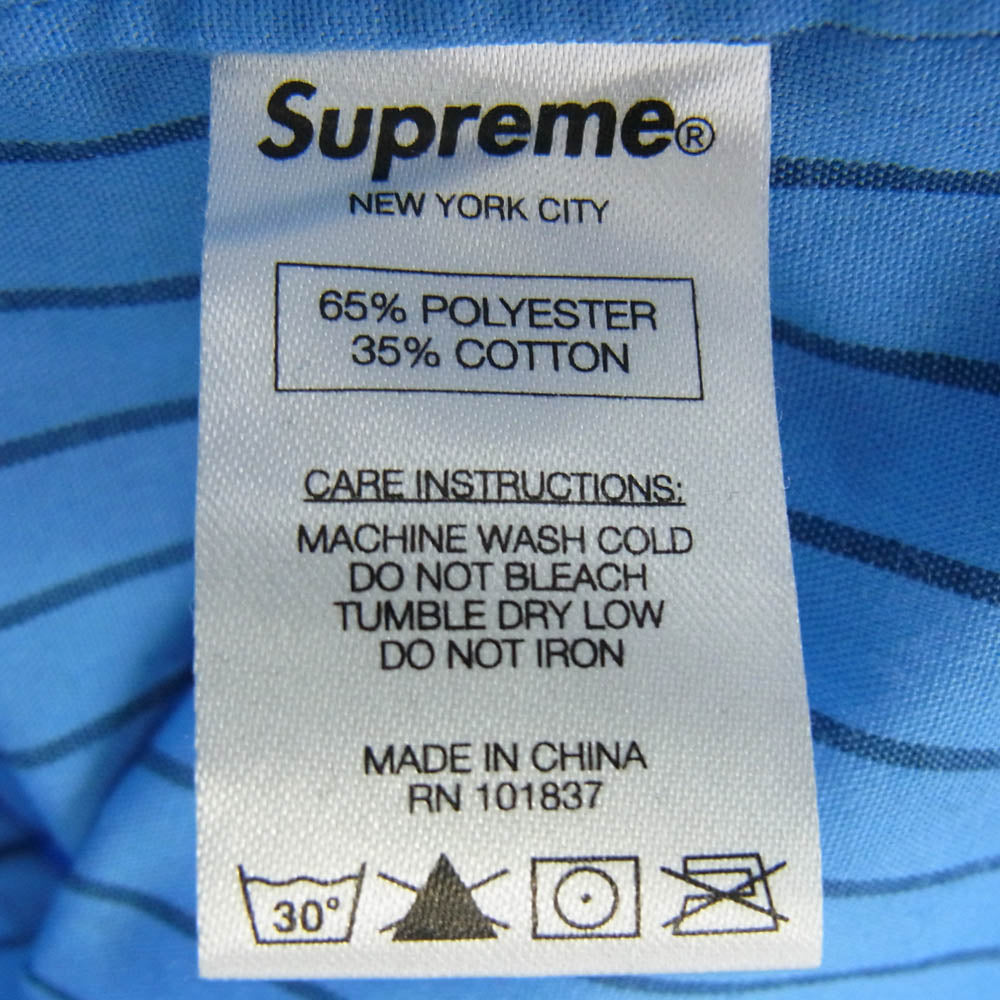 Supreme®
NEW YORK CITY
65% POLYESTER
35% COTTON
CARE INSTRUCTIONS:
MACHINE WASH COLD
DO NOT BLEACH
TUMBLE DRY LOW
DO NOT IRON
MADE IN CHINA
RN 101837
30°